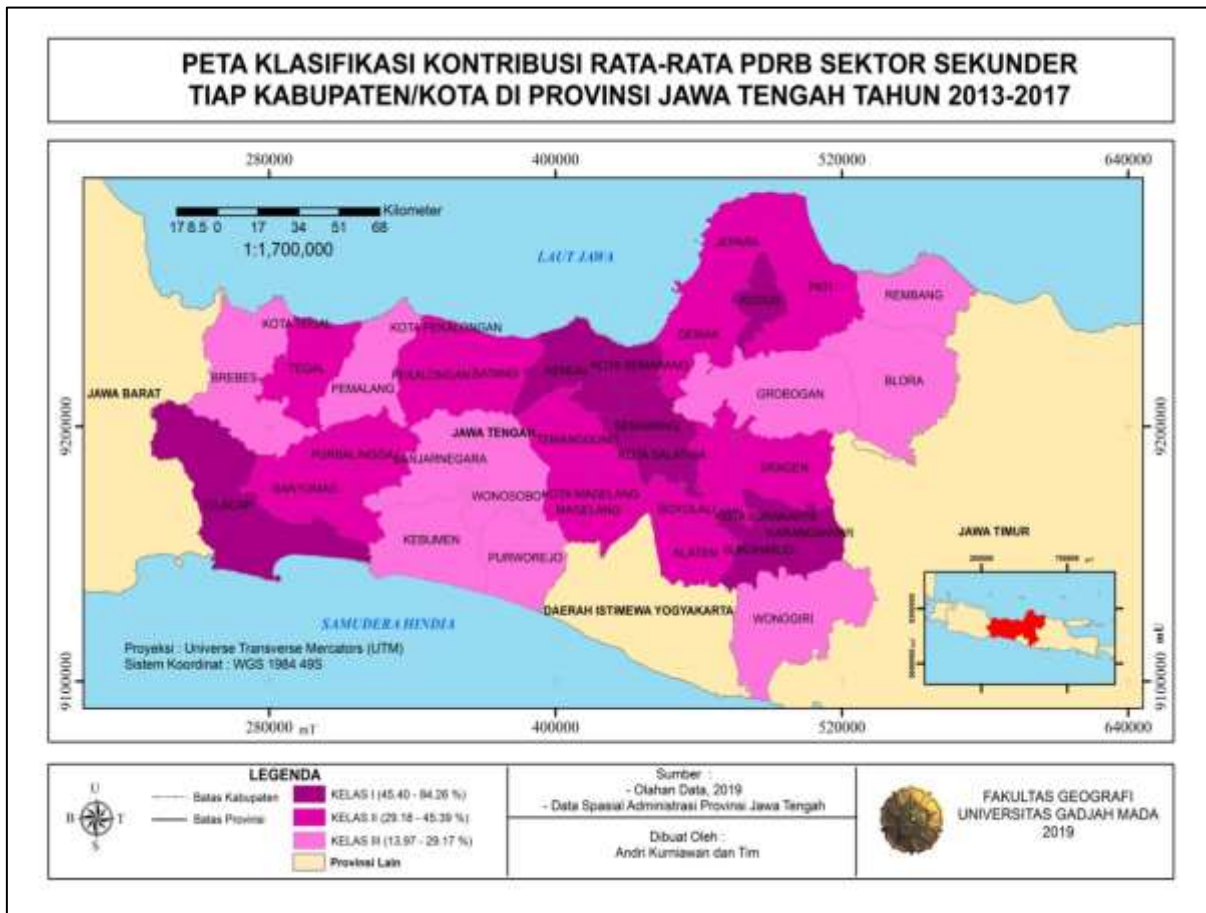 PETA KLASIFIKASI KONTRIBUSI RATA-RATA PDRB SEKTOR SEKUNDER
TIAP KABUPATEN/KOTA DI PROVINSI JAWA TENGAH TAHUN 2013-2017
280000
400000
520000
640000
Kilometer
17 8.5 0 17 34 51 68
1:1,700,000
LAUT JAWA
JEPARA
PATI
KUDUS
REMBANG
KOTA TEGAL
KOTA PEKALONGAN
DEMAK
TEGAL
KENDAL
KOTA SEMARANG
BREBES
PEMALANG
PEKALONGAN
BATANG
GROBOGAN
BLORA
JAWA BARAT
9200000
9200000
JAWA TENGAH
TEMANGGUNG
SEMARANG
PURBALINGGA
BANJARNEGARA
KOTA SALATIGA
SRAGEN
CILACAP
BANYUMAS
WONOSOBO
KOTA MAGELANG
MAGELANG
BOYOLALI
KEBUMEN
PURWOREJO
KLATEN
SUKOHARJO
KARANGANYAR
JAWA TIMUR
DAERAH ISTIMEWA YOGYAKARTA
WONOGIRI
SAMUDERA HINDIA
Proyeksi : Universe Transverse Mercators (UTM)
Sistem Koordinat : WGS 1984 49S
mU
9100000
9100000
280000 mT
400000
520000
640000
LEGENDA
U
B T
S
Batas Kabupaten
Batas Provinsi
KELAS I (45.40 - 84.26 %)
KELAS II (29.18 - 45.39 %)
KELAS III (13.97 - 29.17 %)
Provinsi Lain
Sumber :
- Olahan Data, 2019
- Data Spasial Administrasi Provinsi Jawa Tengah
Dibuat Oleh :
Andri Kurniawan dan Tim
FAKULTAS GEOGRAFI
UNIVERSITAS GADJAH MADA
2019